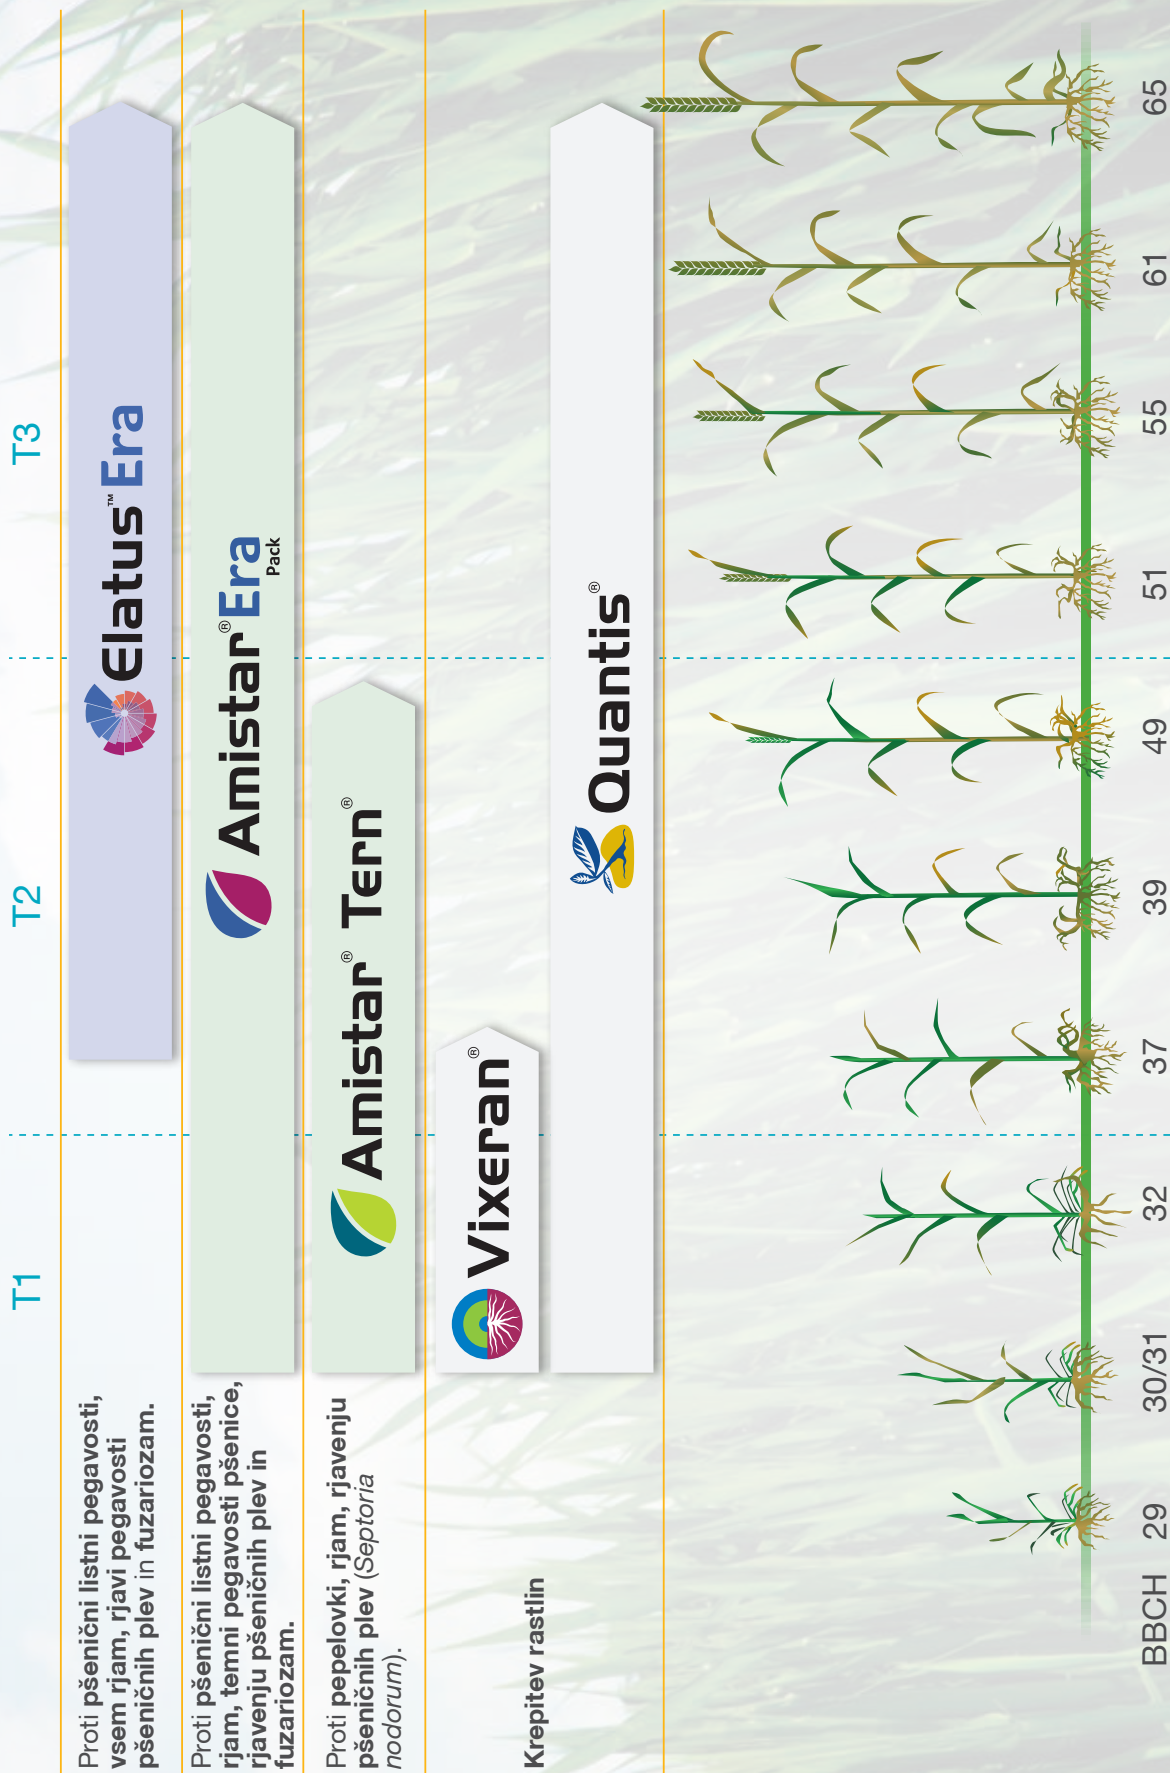 T1
T2
T3
Proti pšenični listni pegavosti,
vsem rjam, rjavi pegavosti
pšeničnih plev in fuzariozam.
Elatus™ Era
Proti pšenični listni pegavosti,
rjam, temni pegavosti pšenice,
rjavenju pšeničnih plev in
fuzariozam.
Amistar® Era
Pack
Proti pepelovki, rjam, rjavenju
pšeničnih plev (Septoria
nodorum).
Amistar® Tern®
Krepitev rastlin
Vixeran®
Quantis®
BBCH 29 30/31 32 37 39 49 51 55 61 65